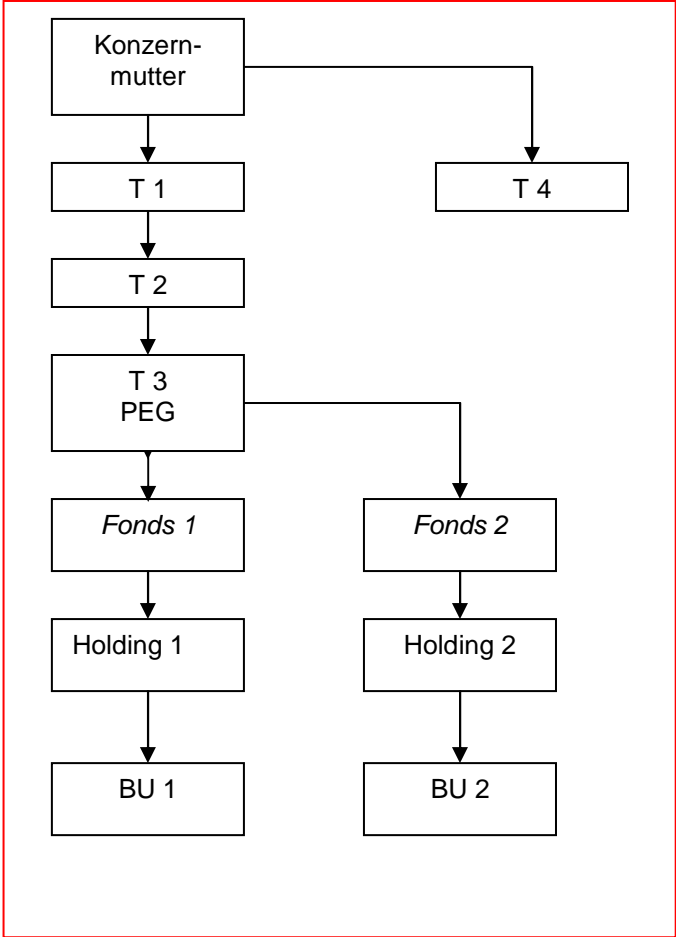 Konzern-
mutter
T 1
T 4
T 2
T 3
PEG
Fonds 1
Fonds 2
Holding 1
Holding 2
BU 1
BU 2